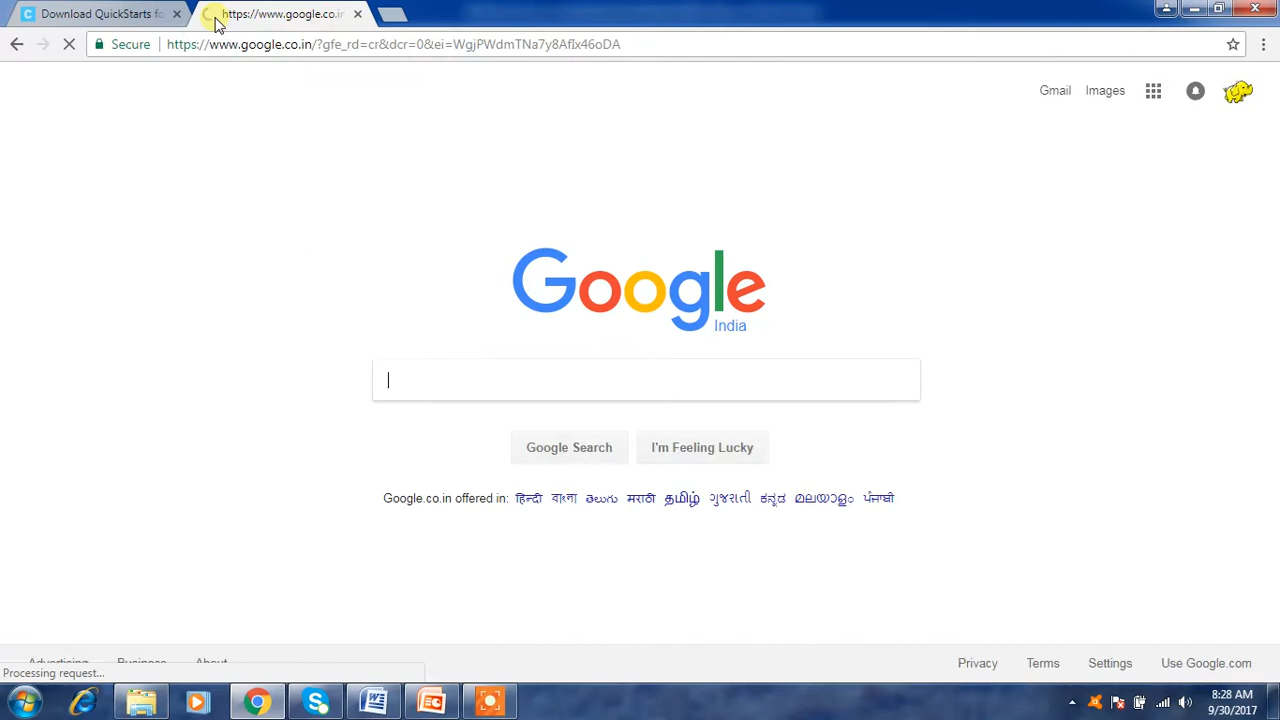 Download QuickStarts fo
https://www.google.co.in
Secure https://www.google.co.in/?gfe_rd=cr&dcr=0&ei=WgjPWdmTNa7y8AfIx46oDA
Gmail Images
Google
India
Google Search I'm Feeling Lucky
Google.co.in offered in: हिन्दी বাংলা తెలుగు मराठी தமிழ் ગુજરાતી ಕನ್ನಡ മലയാളം ਪੰਜਾਬੀ
Advertising Business About Privacy Terms Settings Use Google.com
Processing request...
8:28 AM
9/30/2017